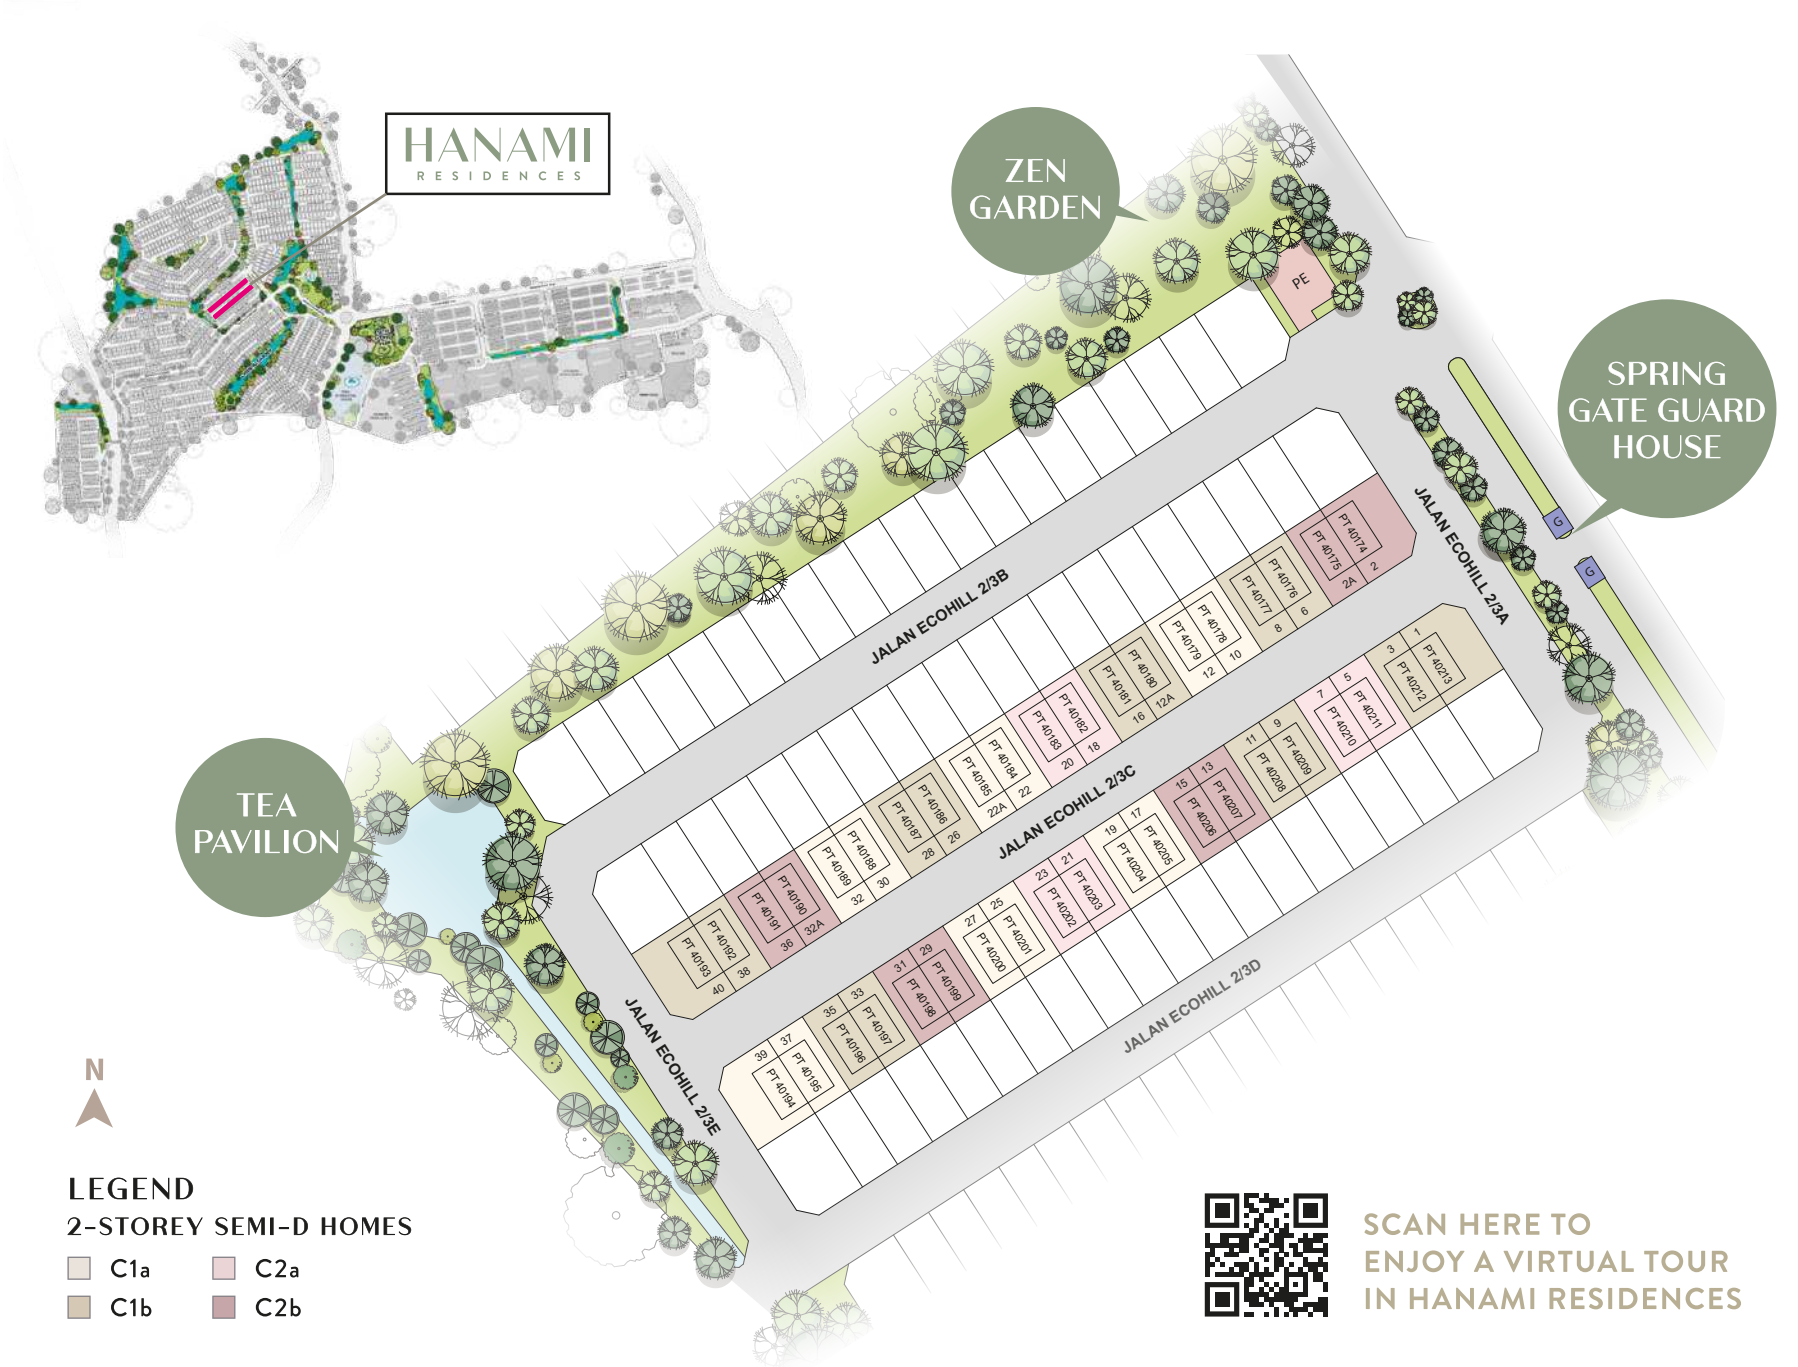 HANAMI
RESIDENCES
ZEN
GARDEN
PE
SPRING
GATE GUARD
HOUSE
G
G
TEA
PAVILION
JALAN ECOHILL 2/3B
JALAN ECOHILL 2/3A
JALAN ECOHILL 2/3C
JALAN ECOHILL 2/3D
JALAN ECOHILL 2/3E
PT 40174
2
PT 40175
2A
PT 40176
6
PT 40177
8
PT 40178
10
PT 40179
12
PT 40180
12A
PT 40181
16
PT 40182
18
PT 40183
20
PT 40184
22
PT 40185
22A
PT 40186
26
PT 40187
28
PT 40188
30
PT 40189
32
PT 40190
32A
PT 40191
36
PT 40192
38
PT 40193
40
1
PT 40213
3
PT 40212
5
PT 40211
7
PT 40210
9
PT 40209
11
PT 40208
13
PT 40207
15
PT 40206
17
PT 40205
19
PT 40204
21
PT 40203
23
PT 40202
25
PT 40201
27
PT 40200
29
PT 40199
31
PT 40198
33
PT 40197
35
PT 40196
37
PT 40195
39
PT 40194
N
LEGEND
2-STOREY SEMI-D HOMES
C1a
C2a
C1b
C2b
SCAN HERE TO
ENJOY A VIRTUAL TOUR
IN HANAMI RESIDENCES